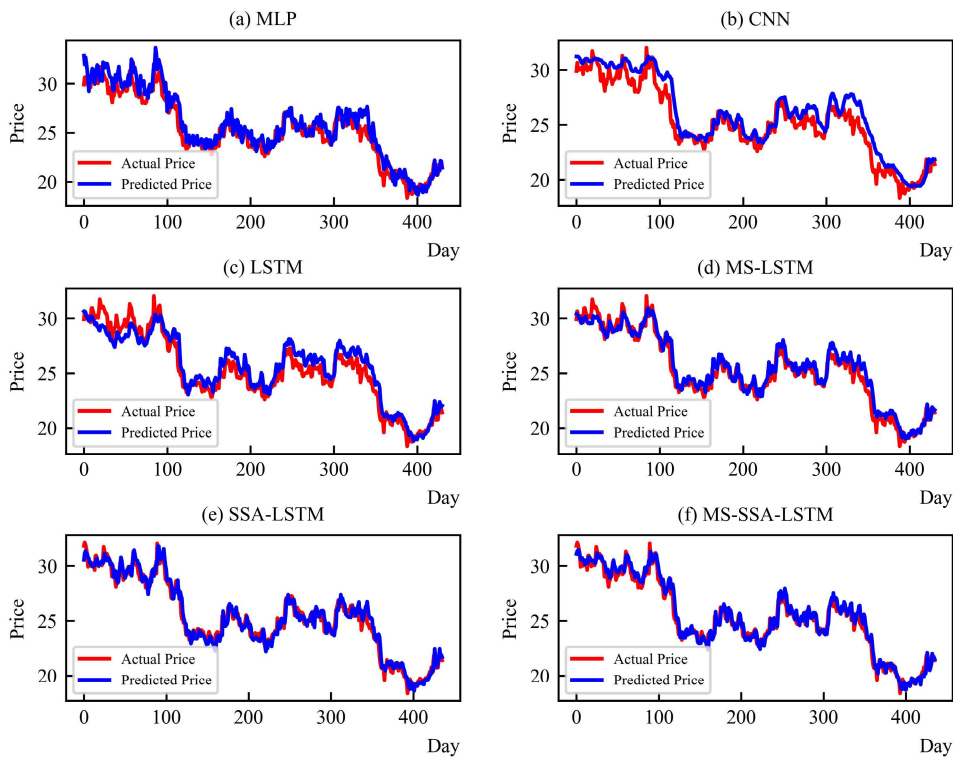 (a) MLP
Price
30
25
20
Actual Price
Predicted Price
0 100 200 300 400
Day
(b) CNN
Price
30
25
20
Actual Price
Predicted Price
0 100 200 300 400
Day
(c) LSTM
Price
30
25
20
Actual Price
Predicted Price
0 100 200 300 400
Day
(d) MS-LSTM
Price
30
25
20
Actual Price
Predicted Price
0 100 200 300 400
Day
(e) SSA-LSTM
Price
30
25
20
Actual Price
Predicted Price
0 100 200 300 400
Day
(f) MS-SSA-LSTM
Price
30
25
20
Actual Price
Predicted Price
0 100 200 300 400
Day